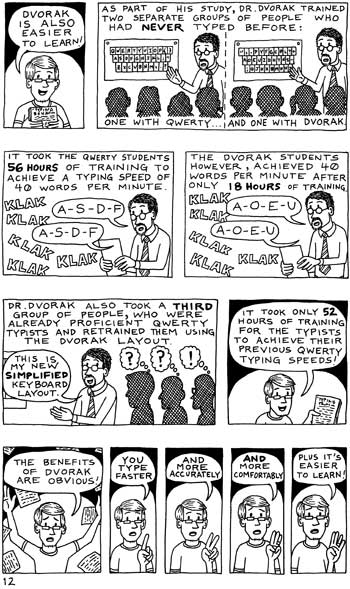 DVORAK
IS ALSO
EASIER
TO LEARN!
AS PART OF HIS STUDY, DR. DVORAK TRAINED
TWO SEPARATE GROUPS OF PEOPLE WHO
HAD NEVER TYPED BEFORE:
ONE WITH QWERTY...
AND ONE WITH DVORAK.
IT TOOK THE QWERTY STUDENTS
56 HOURS OF TRAINING TO
ACHIEVE A TYPING SPEED OF
40 WORDS PER MINUTE.
KLAK
KLAK
A-S-D-F
A-S-D-F
KLAK
KLAK
KLAK
KLAK
THE DVORAK STUDENTS
HOWEVER, ACHIEVED 40
WORDS PER MINUTE AFTER
ONLY 18 HOURS OF TRAINING.
KLAK
KLAK
A-O-E-U
A-O-E-U
KLAK
KLAK
KLAK
KLAK
DR. DVORAK ALSO TOOK A THIRD
GROUP OF PEOPLE, WHO WERE
ALREADY PROFICIENT QWERTY
TYPISTS AND RETRAINED THEM USING
THE DVORAK LAYOUT.
THIS IS
MY NEW
SIMPLIFIED
KEYBOARD
LAYOUT.
?
?
!
IT TOOK ONLY 52
HOURS OF TRAINING
FOR THE TYPISTS
TO ACHIEVE THEIR
PREVIOUS QWERTY
TYPING SPEEDS!
THE BENEFITS
OF DVORAK
ARE OBVIOUS!
YOU
TYPE
FASTER
AND
MORE
ACCURATELY
AND
MORE
COMFORTABLY
PLUS IT'S
EASIER
TO LEARN!
12